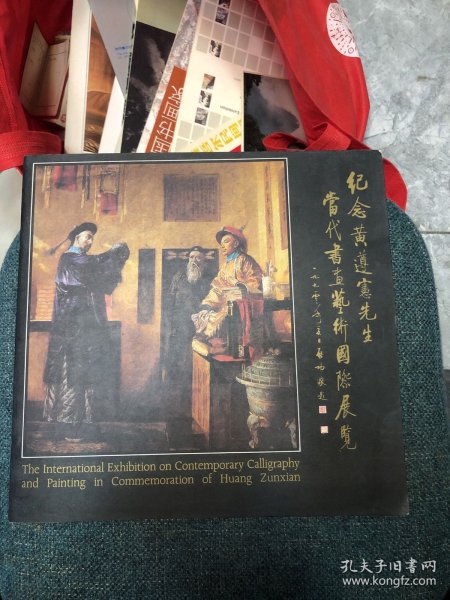 紀念黄遵憲先生
當代書畫藝術國際展覽
The International Exhibition on Contemporary Calligraphy
and Painting in Commemoration of Huang Zunxian
孔夫子旧书网
www.kongfz.com